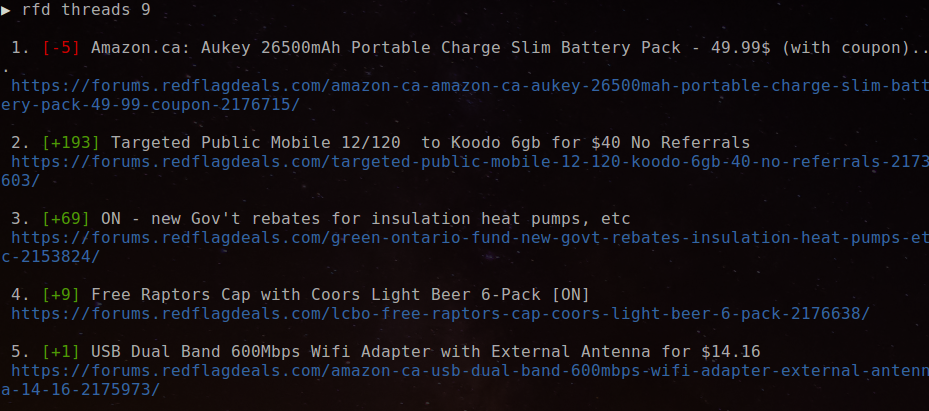 ▶ rfd threads 9
1. [-5] Amazon.ca: Aukey 26500mAh Portable Charge Slim Battery Pack - 49.99$ (with coupon)..
.
https://forums.redflagdeals.com/amazon-ca-amazon-ca-aukey-26500mah-portable-charge-slim-batt
ery-pack-49-99-coupon-2176715/
2. [+193] Targeted Public Mobile 12/120  to Koodo 6gb for $40 No Referrals
https://forums.redflagdeals.com/targeted-public-mobile-12-120-koodo-6gb-40-no-referrals-2173
603/
3. [+69] ON - new Gov't rebates for insulation heat pumps, etc
https://forums.redflagdeals.com/green-ontario-fund-new-govt-rebates-insulation-heat-pumps-et
c-2153824/
4. [+9] Free Raptors Cap with Coors Light Beer 6-Pack [ON]
https://forums.redflagdeals.com/lcbo-free-raptors-cap-coors-light-beer-6-pack-2176638/
5. [+1] USB Dual Band 600Mbps Wifi Adapter with External Antenna for $14.16
https://forums.redflagdeals.com/amazon-ca-usb-dual-band-600mbps-wifi-adapter-external-antenn
a-14-16-2175973/